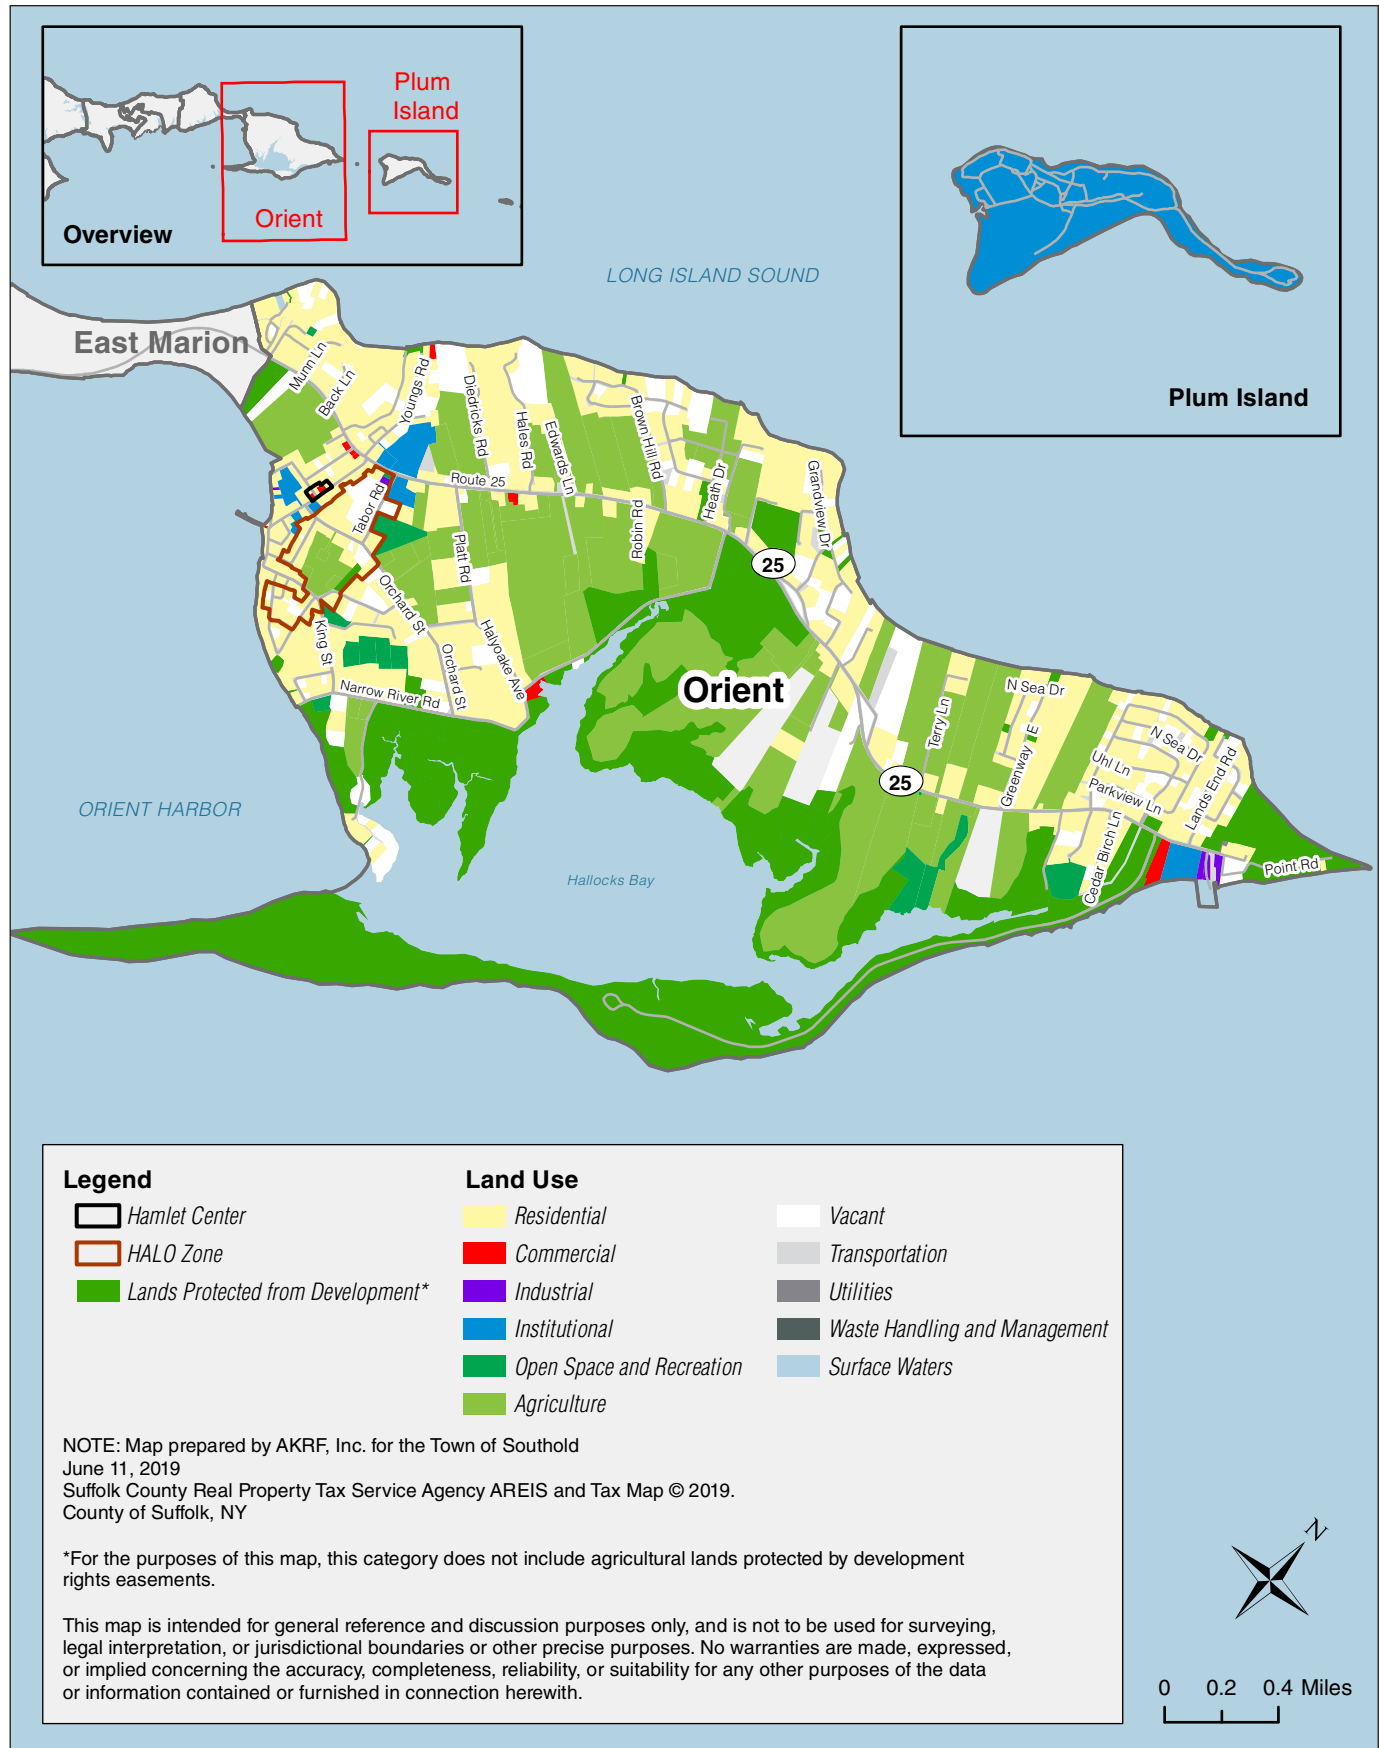 Plum
Island
Orient
Overview
Plum Island
LONG ISLAND SOUND
East Marion
Munn Ln
Back Ln
Youngs Rd
Diedricks Rd
Hales Rd
Edwards Ln
Brown Hill Rd
Heath Dr
Grandview Dr
Route 25
Tabor Rd
Platt Rd
Robin Rd
25
Orchard St
King St
Orchard St
Halyoake Ave
Narrow River Rd
Orient
Terry Ln
N Sea Dr
Greenway E
N Sea Dr
Uhl Ln
Parkview Ln
Lands End Rd
Cedar Birch Ln
Point Rd
25
ORIENT HARBOR
Hallocks Bay
Legend
Hamlet Center
HALO Zone
Lands Protected from Development*
Land Use
Residential
Commercial
Industrial
Institutional
Open Space and Recreation
Agriculture
Vacant
Transportation
Utilities
Waste Handling and Management
Surface Waters
NOTE: Map prepared by AKRF, Inc. for the Town of Southold
June 11, 2019
Suffolk County Real Property Tax Service Agency AREIS and Tax Map © 2019.
County of Suffolk, NY
*For the purposes of this map, this category does not include agricultural lands protected by development
rights easements.
This map is intended for general reference and discussion purposes only, and is not to be used for surveying,
legal interpretation, or jurisdictional boundaries or other precise purposes. No warranties are made, expressed,
or implied concerning the accuracy, completeness, reliability, or suitability for any other purposes of the data
or information contained or furnished in connection herewith.
N
0 0.2 0.4 Miles